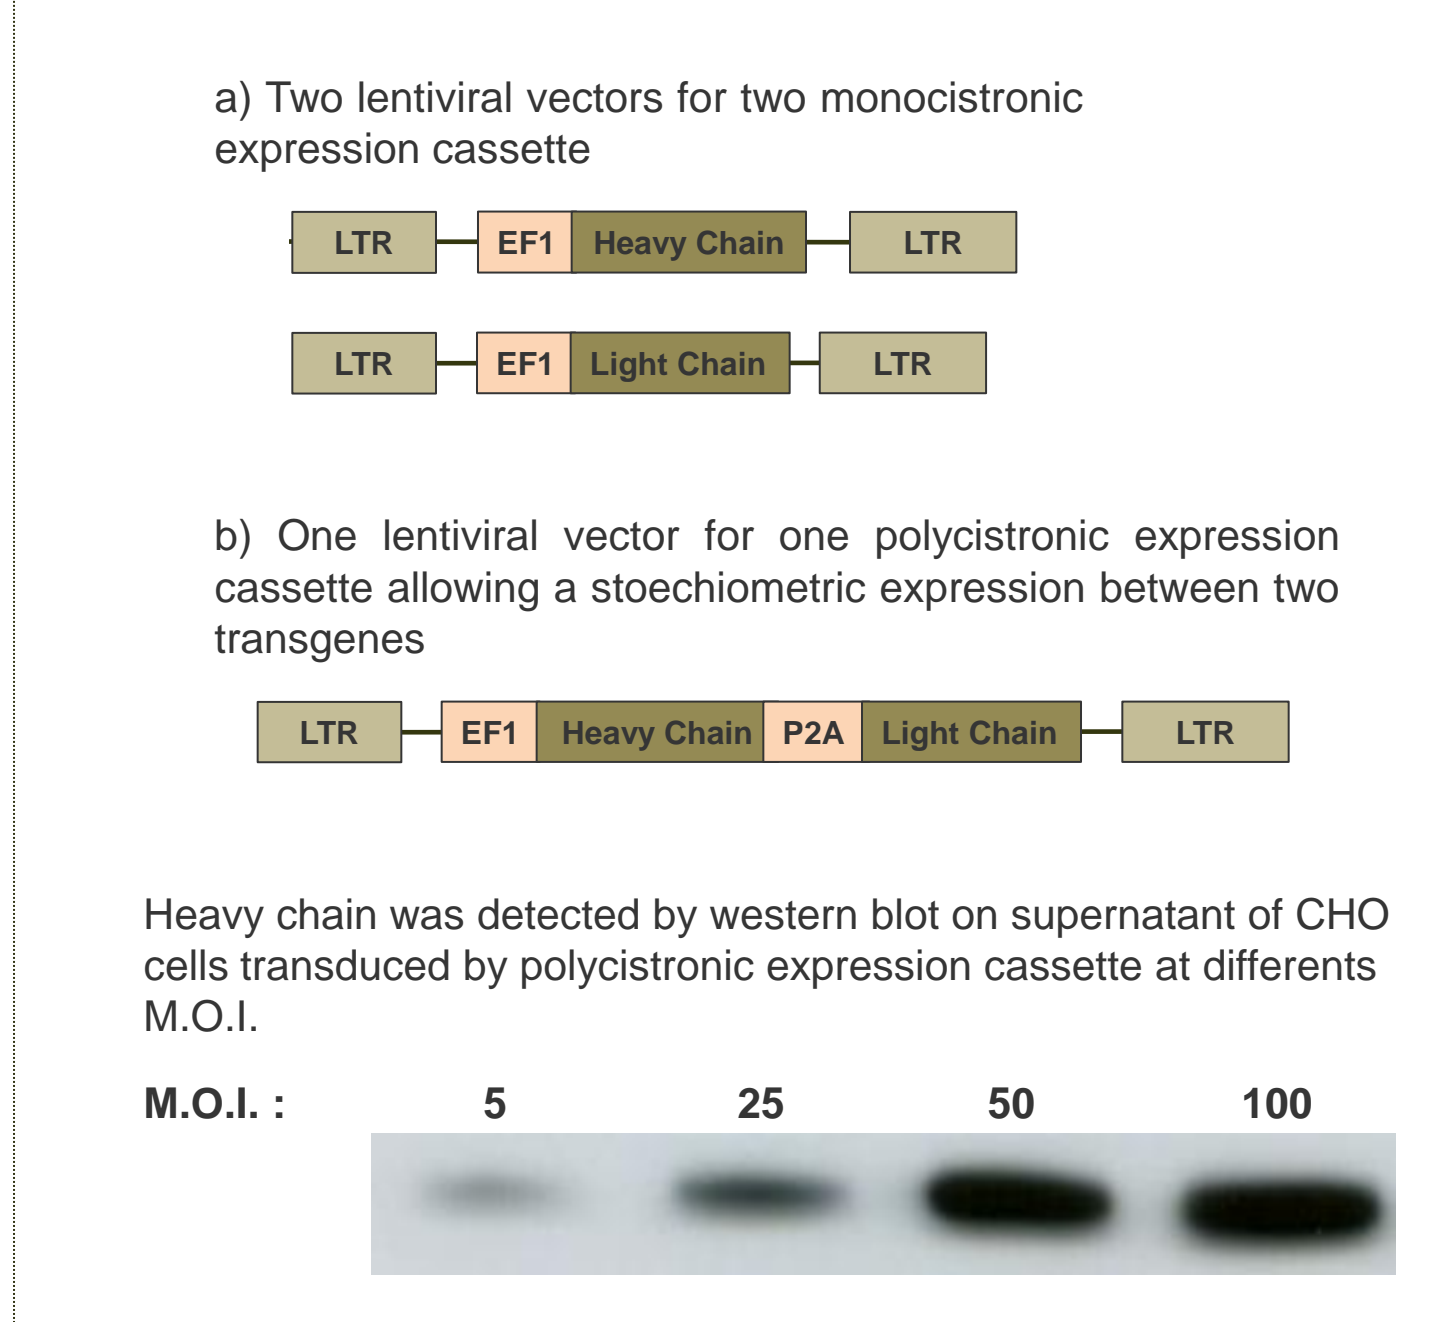 a) Two lentiviral vectors for two monocistronic
expression cassette
LTR EF1 Heavy Chain LTR
LTR EF1 Light Chain LTR
b) One lentiviral vector for one polycistronic expression
cassette allowing a stoechiometric expression between two
transgenes
LTR EF1 Heavy Chain P2A Light Chain LTR
Heavy chain was detected by western blot on supernatant of CHO
cells transduced by polycistronic expression cassette at differents
M.O.I.
M.O.I. : 5 25 50 100